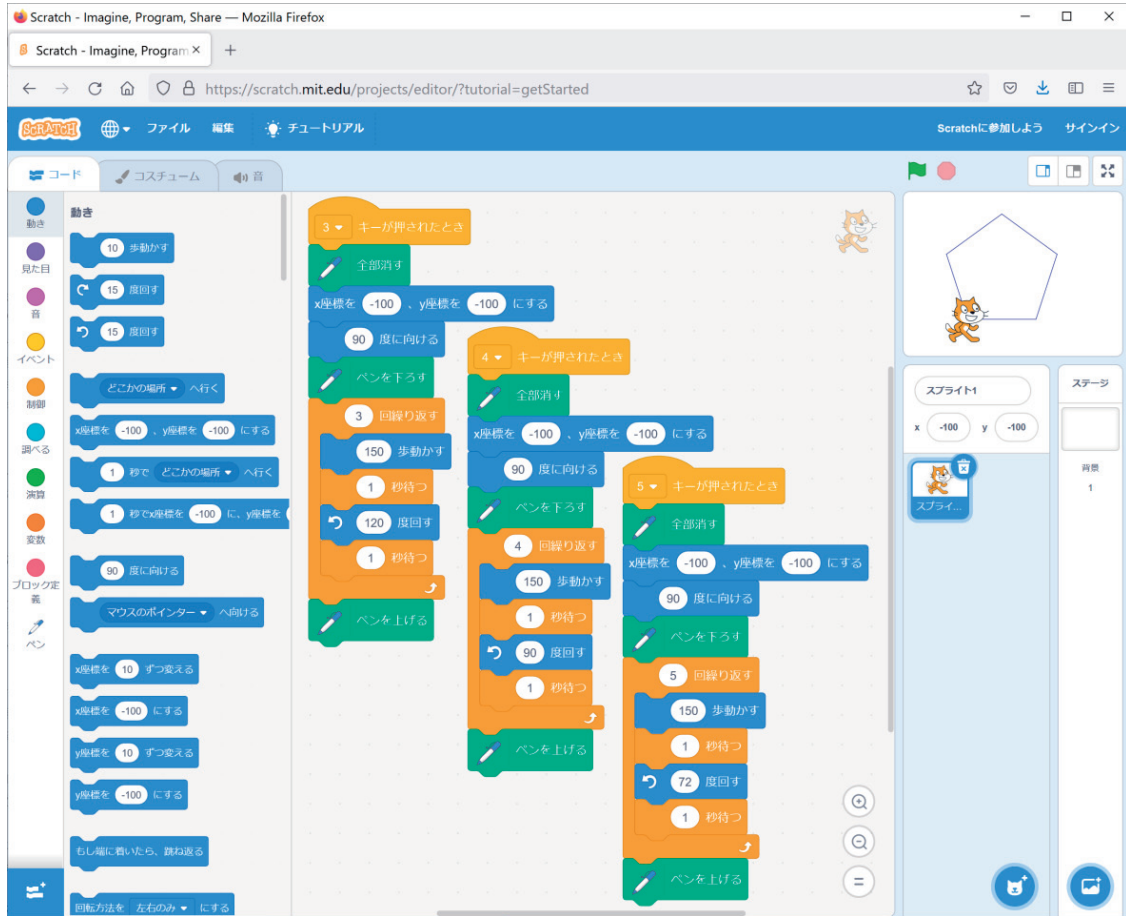 Scratch - Imagine, Program, Share — Mozilla Firefox
Scratch - Imagine, Program
https://scratch.mit.edu/projects/editor/?tutorial=getStarted
SCRATCH ファイル 編集 チュートリアル Scratchに参加しよう サインイン
コード コスチューム 音
動き
見た目
音
イベント
制御
調べる
演算
変数
ブロック定
義
ペン
動き
10 歩動かす
15 度回す
15 度回す
どこかの場所 へ行く
x座標を -100 、y座標を -100 にする
1 秒で どこかの場所 へ行く
1 秒でx座標を -100 に、y座標を
90 度に向ける
マウスのポインター へ向ける
x座標を 10 ずつ変える
x座標を -100 にする
y座標を 10 ずつ変える
y座標を -100 にする
もし端に着いたら、跳ね返る
回転方法を 左右のみ にする
3 キーが押されたとき
全部消す
x座標を -100 、y座標を -100 にする
90 度に向ける
ペンを下ろす
3 回繰り返す
150 歩動かす
1 秒待つ
120 度回す
1 秒待つ
ペンを上げる
4 キーが押されたとき
全部消す
x座標を -100 、y座標を -100 にする
90 度に向ける
ペンを下ろす
4 回繰り返す
150 歩動かす
1 秒待つ
90 度回す
1 秒待つ
ペンを上げる
5 キーが押されたとき
全部消す
x座標を -100 、y座標を -100 にする
90 度に向ける
ペンを下ろす
5 回繰り返す
150 歩動かす
1 秒待つ
72 度回す
1 秒待つ
ペンを上げる
スプライト1
x -100 y -100
スプライ...
ステージ
背景
1